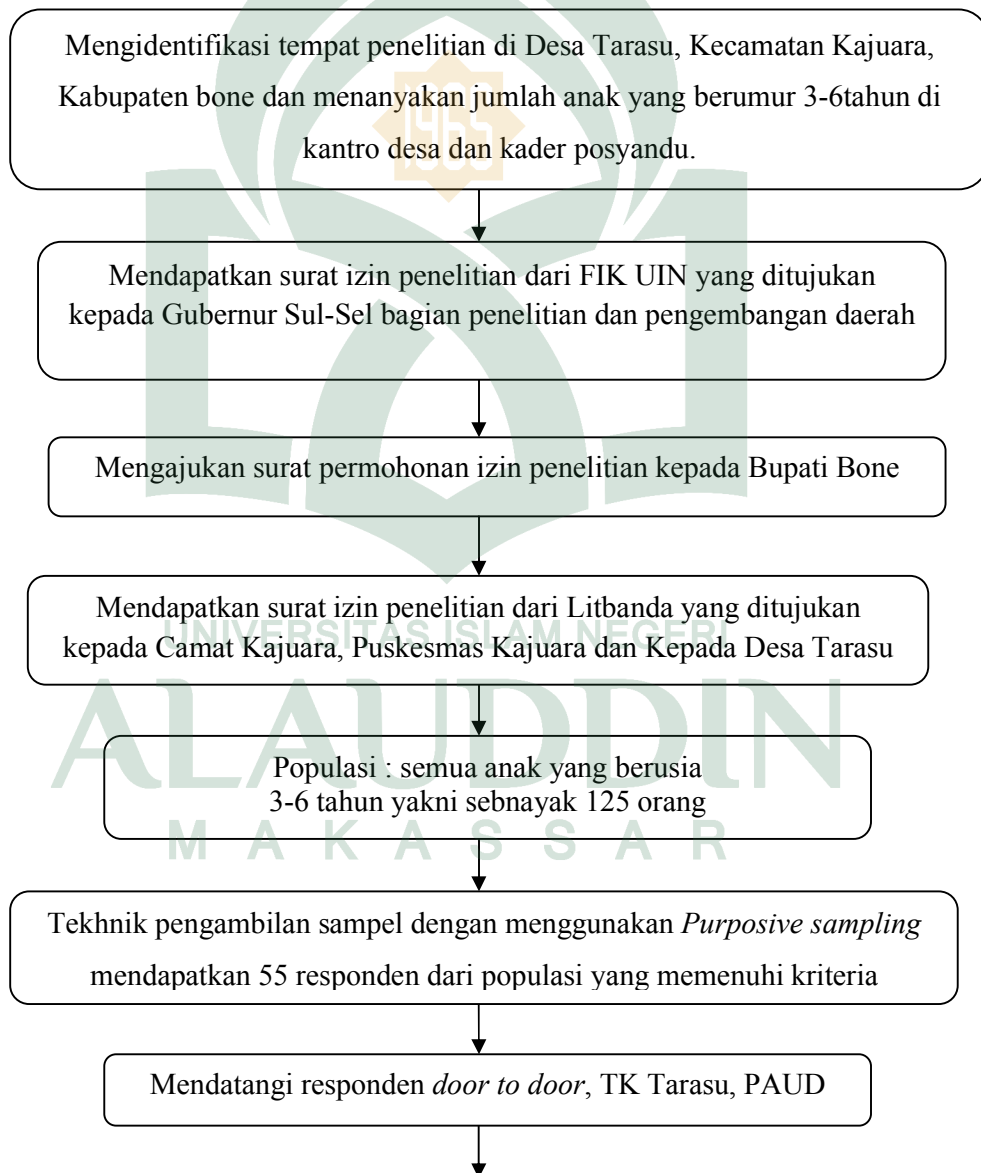 Mengidentifikasi tempat penelitian di Desa Tarasu, Kecamatan Kajuara,
Kabupaten bone dan menanyakan jumlah anak yang berumur 3-6tahun di
kantro desa dan kader posyandu.
1965
Mendapatkan surat izin penelitian dari FIK UIN yang ditujukan
kepada Gubernur Sul-Sel bagian penelitian dan pengembangan daerah
Mengajukan surat permohonan izin penelitian kepada Bupati Bone
Mendapatkan surat izin penelitian dari Litbanda yang ditujukan
UNIVERSITAS ISLAM NEGERI
kepada Camat Kajuara, Puskesmas Kajuara dan Kepada Desa Tarasu
ALAUDDIN
Populasi : semua anak yang berusia
3-6 tahun yakni sebnayak 125 orang
MAKASSAR
Tekhnik pengambilan sampel dengan menggunakan Purposive sampling
mendapatkan 55 responden dari populasi yang memenuhi kriteria
Mendatangi responden door to door, TK Tarasu, PAUD